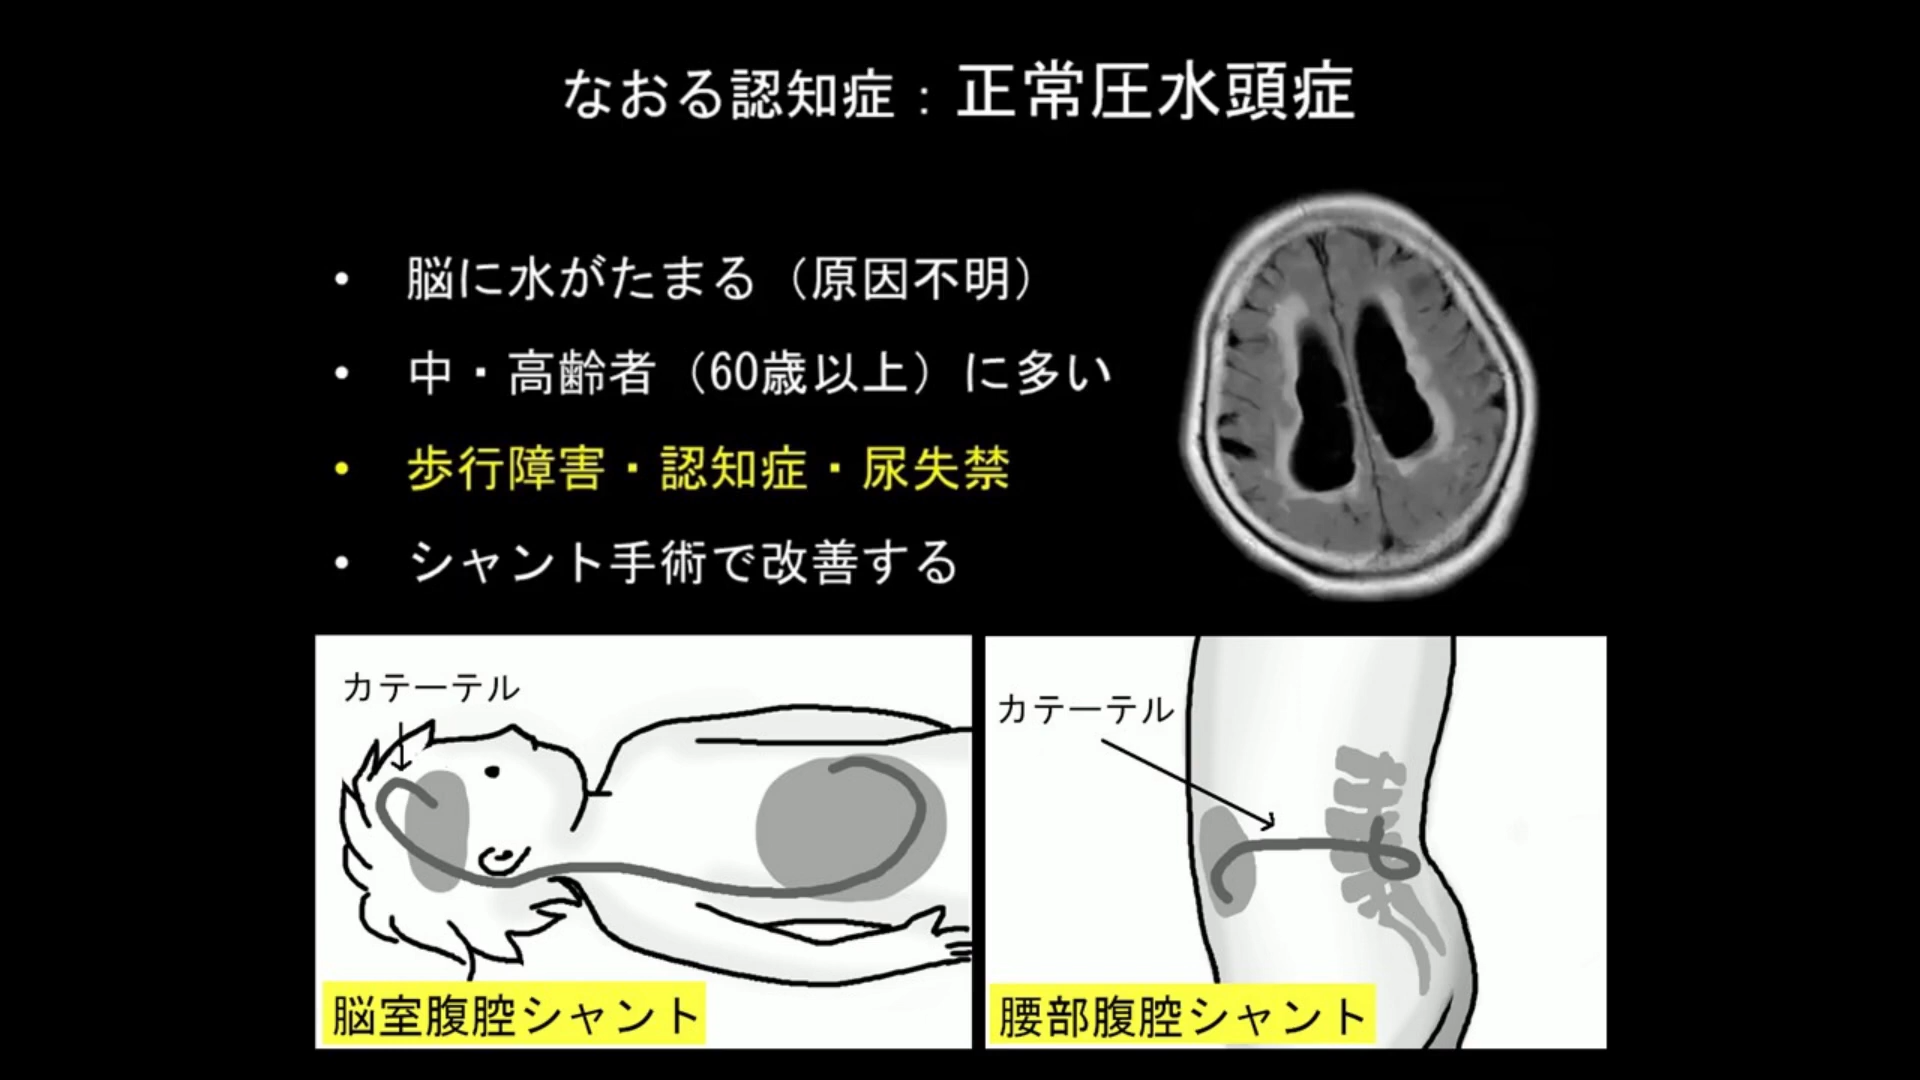 なおる認知症：正常圧水頭症
• 脳に水がたまる（原因不明）
• 中・高齢者（60歳以上）に多い
• 歩行障害・認知症・尿失禁
• シャント手術で改善する
カテーテル
脳室腹腔シャント
カテーテル
腰部腹腔シャント